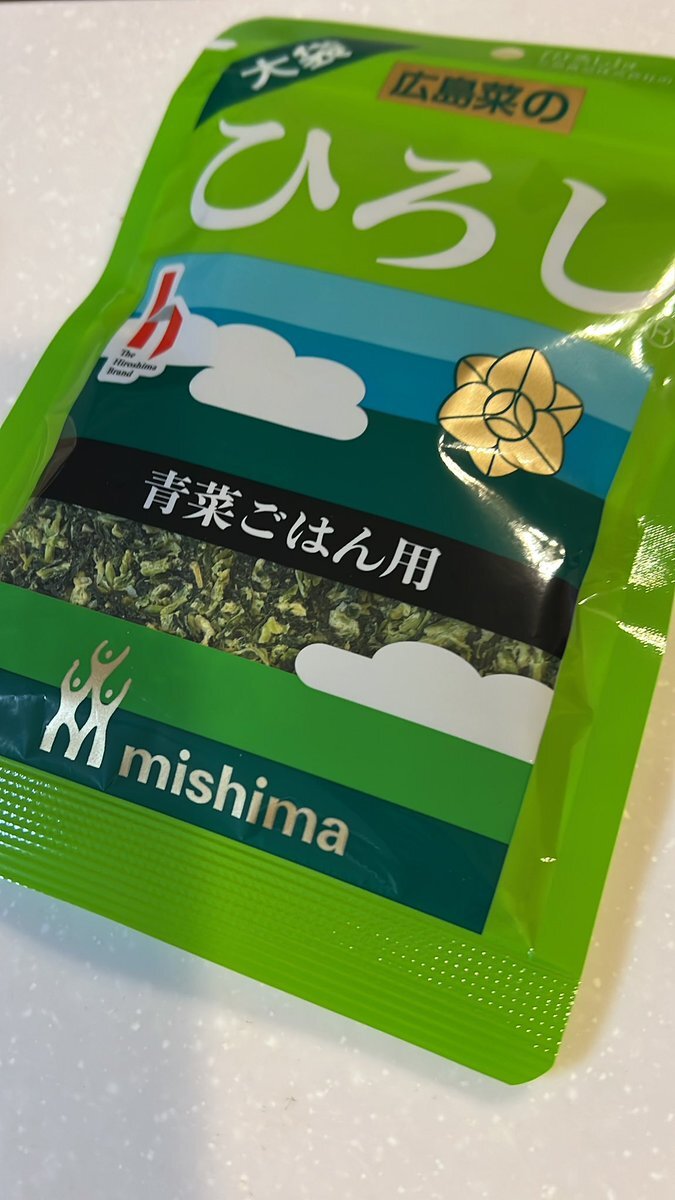 大袋
広島菜の
ひろし
The
Hiroshima
Brand
青菜ごはん用
mishima